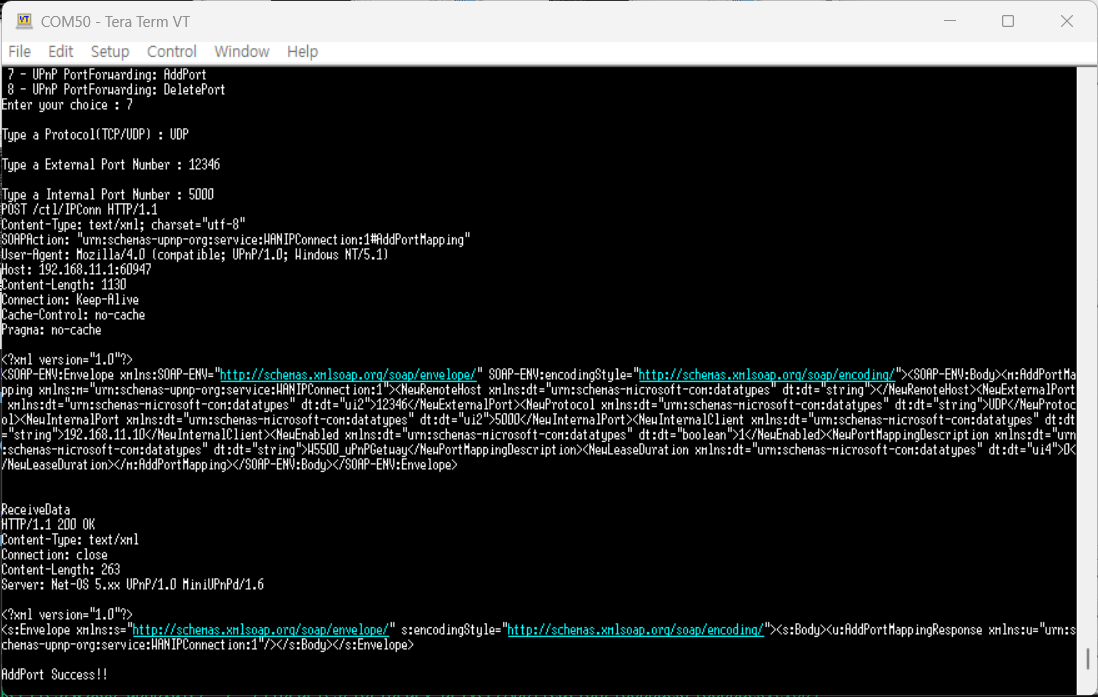 COM50 - Tera Term VT
File Edit Setup Control Window Help
7 - UPnP PortForwarding: AddPort
8 - UPnP PortForwarding: DeletePort
Enter your choice : 7
Type a Protocol(TCP/UDP) : UDP
Type a External Port Number : 12346
Type a Internal Port Number : 5000
POST /ctl/IPConn HTTP/1.1
Content-Type: text/xml; charset="utf-8"
SOAPAction: "urn:schemas-upnp-org:service:WANIPConnection:1#AddPortMapping"
User-Agent: Mozilla/4.0 (compatible; UPnP/1.0; Windows NT/5.1)
Host: 192.168.11.1:60947
Content-Length: 1130
Connection: Keep-Alive
Cache-Control: no-cache
Pragma: no-cache
<?xml version="1.0"?>
<SOAP-ENV:Envelope xmlns:SOAP-ENV="http://schemas.xmlsoap.org/soap/envelope/" SOAP-ENV:encodingStyle="http://schemas.xmlsoap.org/soap/encoding/"><SOAP-ENV:Body><m:AddPortMa
pping xmlns:m="urn:schemas-upnp-org:service:WANIPConnection:1"><NewRemoteHost xmlns:dt="urn:schemas-microsoft-com:datatypes" dt:dt="string"></NewRemoteHost><NewExternalPort
xmlns:dt="urn:schemas-microsoft-com:datatypes" dt:dt="ui2">12346</NewExternalPort><NewProtocol xmlns:dt="urn:schemas-microsoft-com:datatypes" dt:dt="string">UDP</NewProtoc
ol><NewInternalPort xmlns:dt="urn:schemas-microsoft-com:datatypes" dt:dt="ui2">5000</NewInternalPort><NewInternalClient xmlns:dt="urn:schemas-microsoft-com:datatypes" dt:dt
="string">192.168.11.10</NewInternalClient><NewEnabled xmlns:dt="urn:schemas-microsoft-com:datatypes" dt:dt="boolean">1</NewEnabled><NewPortMappingDescription xmlns:dt="urn
:schemas-microsoft-com:datatypes" dt:dt="string">W5500_uPnPGetway</NewPortMappingDescription><NewLeaseDuration xmlns:dt="urn:schemas-microsoft-com:datatypes" dt:dt="ui4">0<
/NewLeaseDuration></m:AddPortMapping></SOAP-ENV:Body></SOAP-ENV:Envelope>
ReceiveData
HTTP/1.1 200 OK
Content-Type: text/xml
Connection: close
Content-Length: 263
Server: Net-OS 5.xx UPnP/1.0 MiniUPnPd/1.6
<?xml version="1.0"?>
<s:Envelope xmlns:s="http://schemas.xmlsoap.org/soap/envelope/" s:encodingStyle="http://schemas.xmlsoap.org/soap/encoding/"><s:Body><u:AddPortMappingResponse xmlns:u="urn:s
chemas-upnp-org:service:WANIPConnection:1"/></s:Body></s:Envelope>
AddPort Success!!